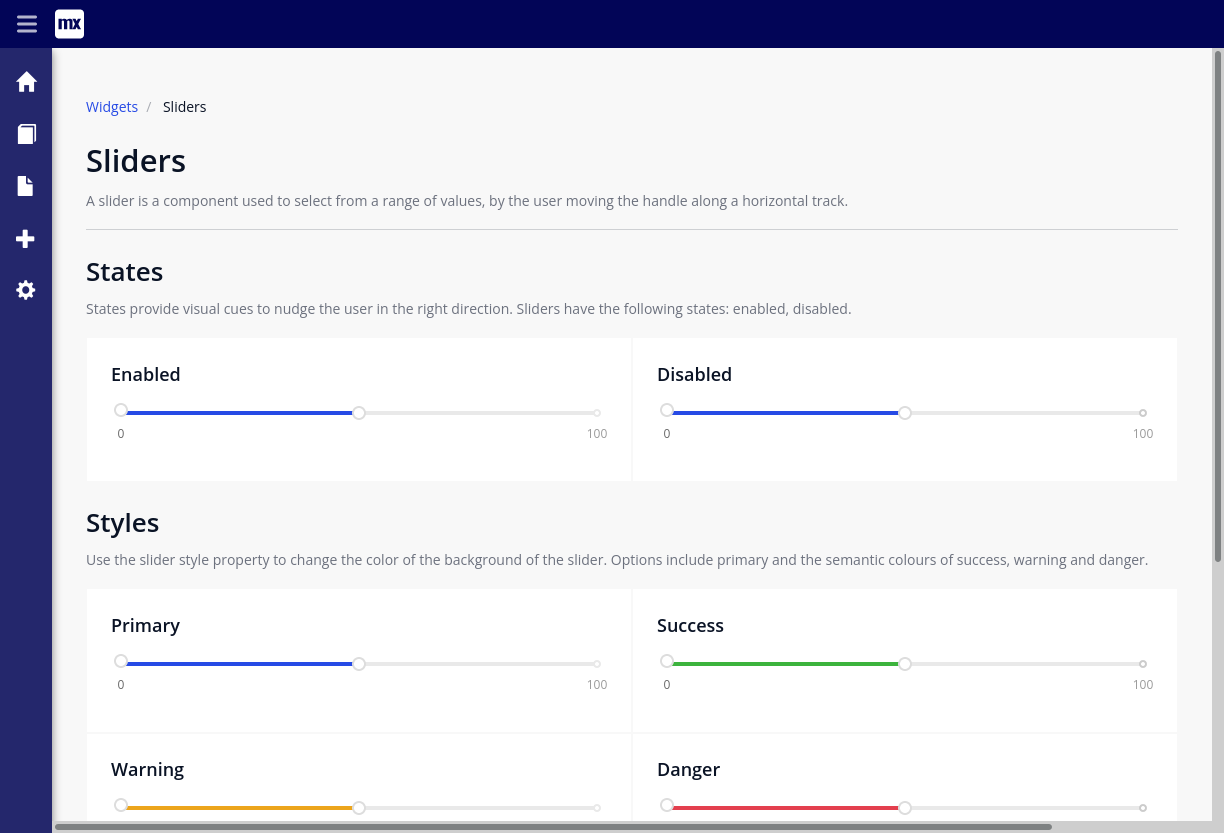 mx
Widgets / Sliders
Sliders
A slider is a component used to select from a range of values, by the user moving the handle along a horizontal track.
States
States provide visual cues to nudge the user in the right direction. Sliders have the following states: enabled, disabled.
Enabled
0 100
Disabled
0 100
Styles
Use the slider style property to change the color of the background of the slider. Options include primary and the semantic colours of success, warning and danger.
Primary
0 100
Success
0 100
Warning
Danger